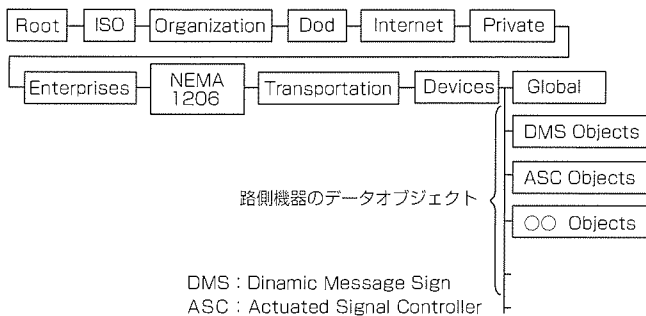 Root
ISO
Organization
Dod
Internet
Private
Enterprises
NEMA
1206
Transportation
Devices
Global
DMS Objects
ASC Objects
○○ Objects
路側機器のデータオブジェクト
DMS：Dinamic Message Sign
ASC：Actuated Signal Controller